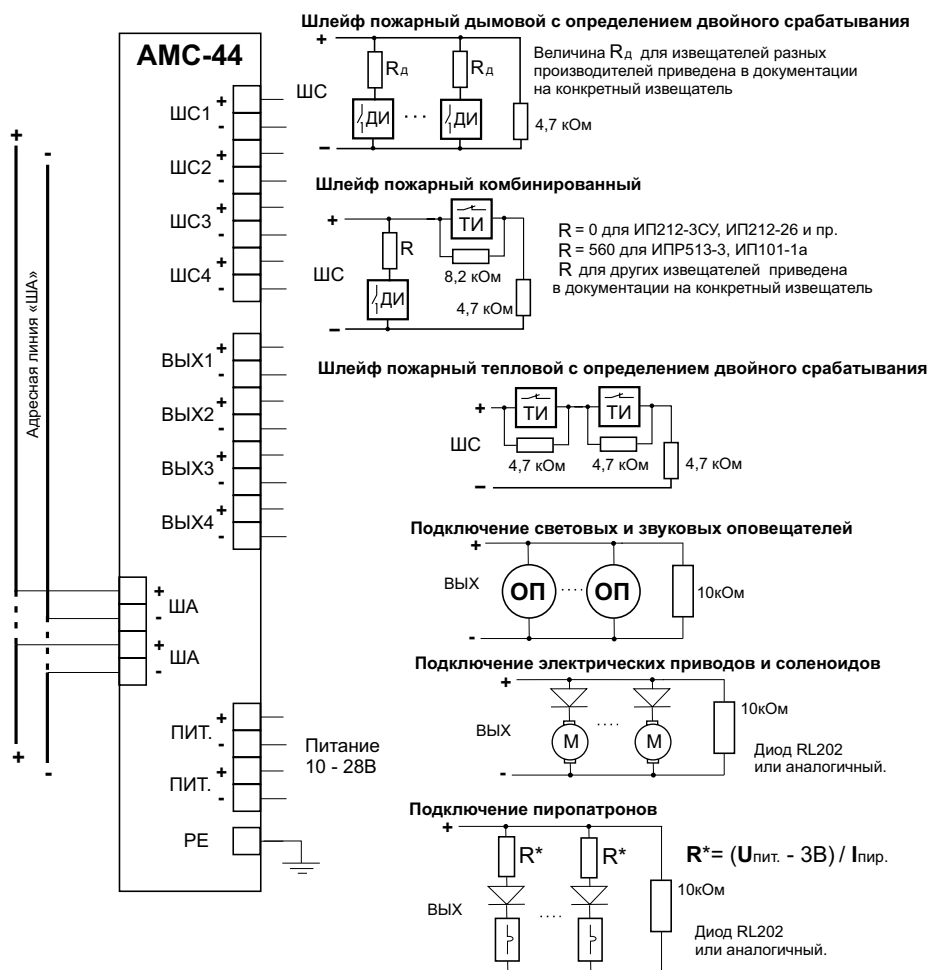 АМС-44
ШС1
+
-
ШС2
+
-
ШС3
+
-
ШС4
+
-
ВЫХ1
+
-
ВЫХ2
+
-
ВЫХ3
+
-
ВЫХ4
+
-
+
ША
-
+
ША
-
ПИТ.
+
-
ПИТ.
+
-
PE
Питание
10 - 28В
+
-
Адресная линия «ША»
+
-
Шлейф пожарный дымовой с определением двойного срабатывания
+
Rд
Rд
ШС
ДИ
· · ·
ДИ
4,7 кОм
–
Величина Rд для извещателей разных
производителей приведена в документации
на конкретный извещатель
Шлейф пожарный комбинированный
+
ТИ
R
8,2 кОм
ШС
ДИ
4,7 кОм
–
R = 0 для ИП212-3СУ, ИП212-26 и пр.
R = 560 для ИПР513-3, ИП101-1а
R для других извещателей приведена
в документации на конкретный извещатель
Шлейф пожарный тепловой с определением двойного срабатывания
+
ТИ
ТИ
ШС
4,7 кОм
4,7 кОм
4,7 кОм
–
Подключение световых и звуковых оповещателей
+
ВЫХ
ОП
....
ОП
10кОм
-
Подключение электрических приводов и соленоидов
+
10кОм
ВЫХ
М
....
М
Диод RL202
или аналогичный.
-
Подключение пиропатронов
+
R*
R*
R*= (Uпит. - 3В) / Iпир.
10кОм
ВЫХ
....
Диод RL202
или аналогичный.